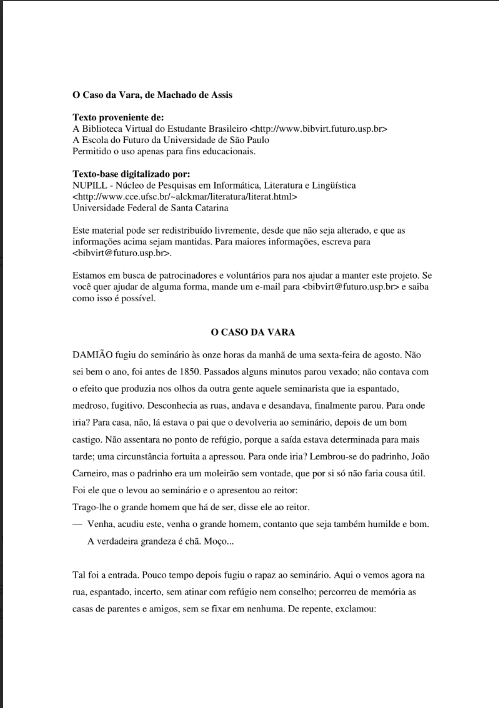 O Caso da Vara, de Machado de Assis
Texto proveniente de:
A Biblioteca Virtual do Estudante Brasileiro <http://www.bibvirt.futuro.usp.br>
A Escola do Futuro da Universidade de São Paulo
Permitido o uso apenas para fins educacionais.
Texto-base digitalizado por:
NUPILL - Núcleo de Pesquisas em Informática, Literatura e Lingüística
<http://www.cce.ufsc.br/~alckmar/literatura/literat.html>
Universidade Federal de Santa Catarina
Este material pode ser redistribuído livremente, desde que não seja alterado, e que as
informações acima sejam mantidas. Para maiores informações, escreva para
<bibvirt@futuro.usp.br>.
Estamos em busca de patrocinadores e voluntários para nos ajudar a manter este projeto. Se
você quer ajudar de alguma forma, mande um e-mail para <bibvirt@futuro.usp.br> e saiba
como isso é possível.
O CASO DA VARA
DAMIÃO fugiu do seminário às onze horas da manhã de uma sexta-feira de agosto. Não
sei bem o ano, foi antes de 1850. Passados alguns minutos parou vexado; não contava com
o efeito que produzia nos olhos da outra gente aquele seminarista que ia espantado,
medroso, fugitivo. Desconhecia as ruas, andava e desandava, finalmente parou. Para onde
iria? Para casa, não, lá estava o pai que o devolveria ao seminário, depois de um bom
castigo. Não assentara no ponto de refúgio, porque a saída estava determinada para mais
tarde; uma circunstância fortuita a apressou. Para onde iria? Lembrou-se do padrinho, João
Carneiro, mas o padrinho era um moleirão sem vontade, que por si só não faria cousa útil.
Foi ele que o levou ao seminário e o apresentou ao reitor:
Trago-lhe o grande homem que há de ser, disse ele ao reitor.
— Venha, acudiu este, venha o grande homem, contanto que seja também humilde e bom.
A verdadeira grandeza é chã. Moço...
Tal foi a entrada. Pouco tempo depois fugiu o rapaz ao seminário. Aqui o vemos agora na
rua, espantado, incerto, sem atinar com refúgio nem conselho; percorreu de memória as
casas de parentes e amigos, sem se fixar em nenhuma. De repente, exclamou: